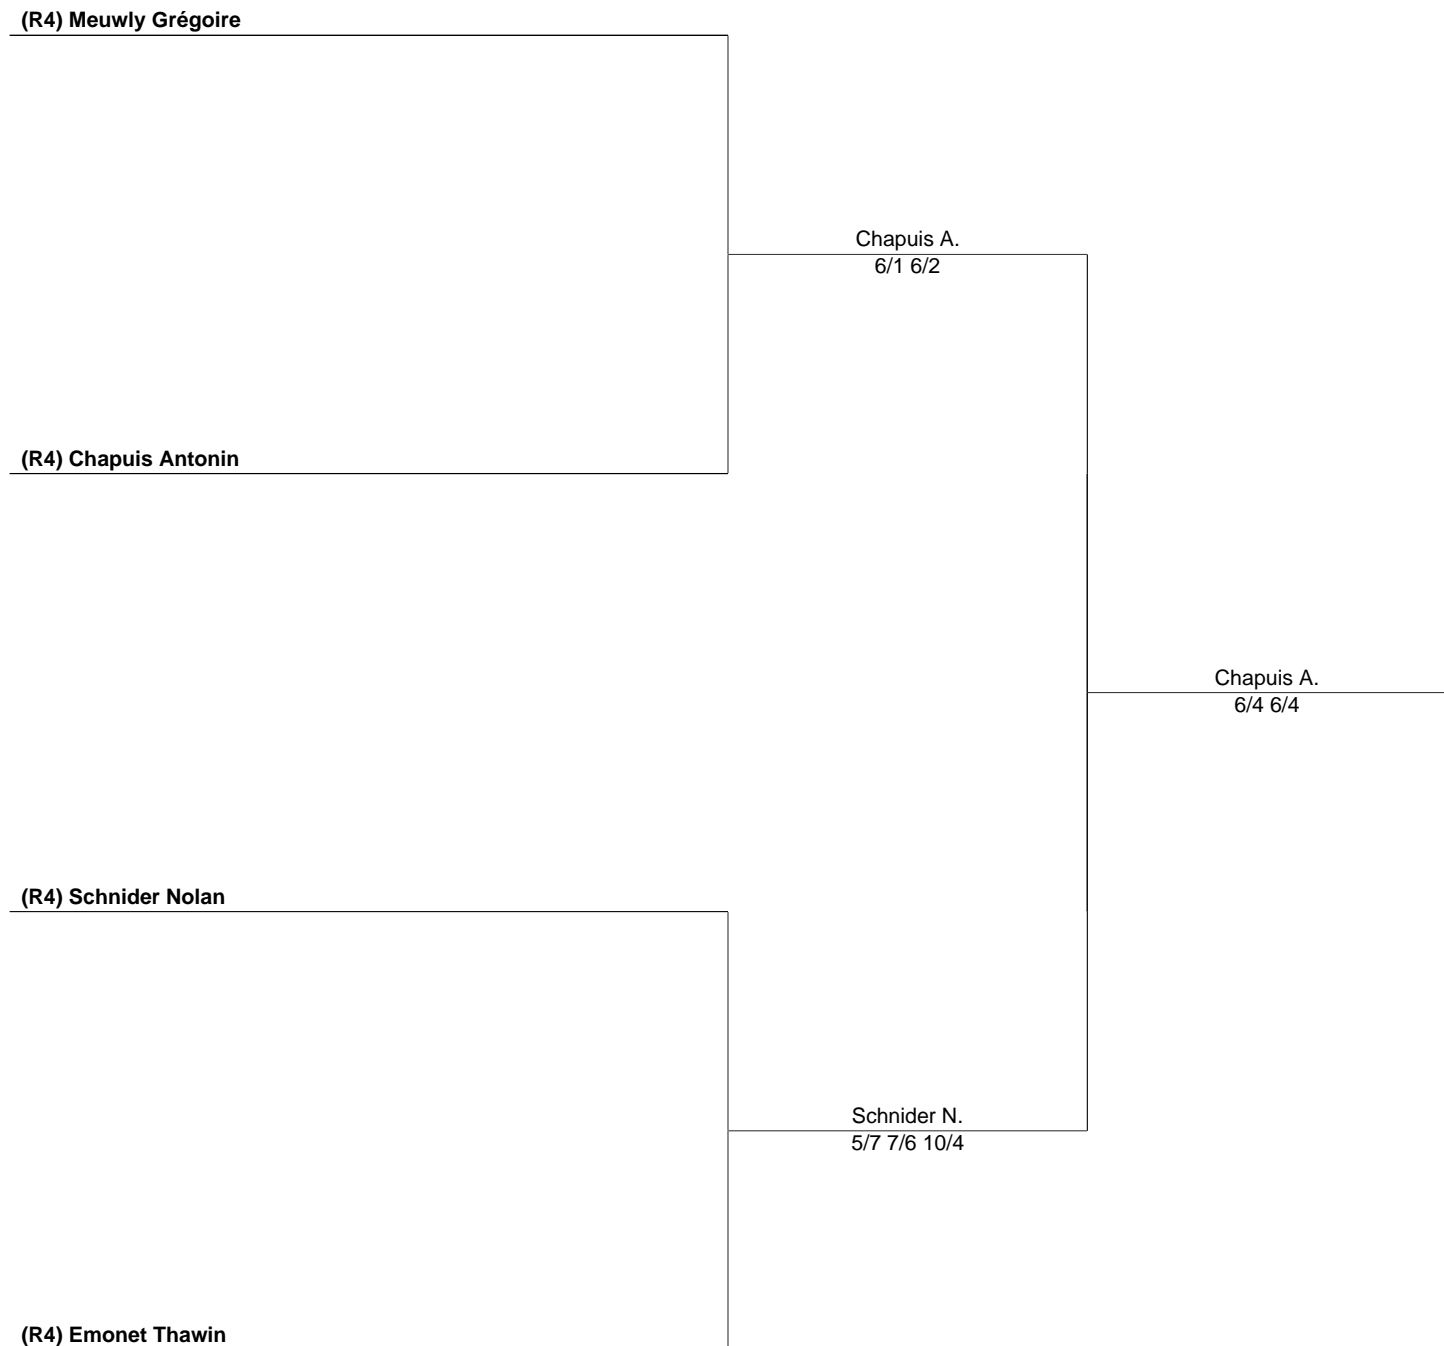 (R4) Meuwly Grégoire
Chapuis A.
6/1 6/2
(R4) Chapuis Antonin
Chapuis A.
6/4 6/4
(R4) Schnider Nolan
Schnider N.
5/7 7/6 10/4
(R4) Emonet Thawin